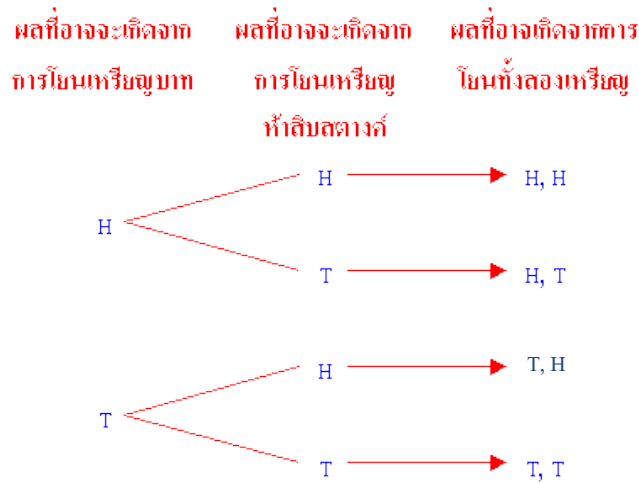 ผลที่อาจจะเกิดจาก
การโยนเหรียญบาท
ผลที่อาจจะเกิดจาก
การโยนเหรียญ
ห้าสิบสตางค์
ผลที่อาจเกิดจากการ
โยนทั้งสองเหรียญ
H
H
H, H
T
H, T
T
H
T, H
T
T, T